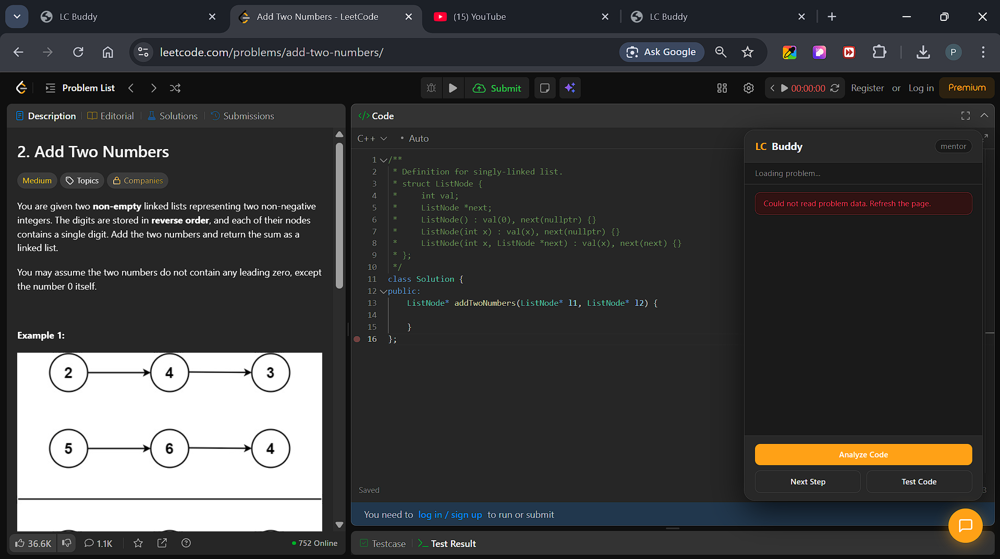 LC Buddy
Add Two Numbers - LeetCode
(15) YouTube
LC Buddy
leetcode.com/problems/add-two-numbers/
Ask Google
P
Problem List
Submit
00:00:00
Register or Log in
Premium
Description
Editorial
Solutions
Submissions
2. Add Two Numbers
Medium
Topics
Companies
You are given two non-empty linked lists representing two non-negative
integers. The digits are stored in reverse order, and each of their nodes
contains a single digit. Add the two numbers and return the sum as a
linked list.
You may assume the two numbers do not contain any leading zero, except
the number 0 itself.
Example 1:
2 4 3
5 6 4
36.6K
1.1K
752 Online
</> Code
C++
• Auto
1 /**
2 * Definition for singly-linked list.
3 * struct ListNode {
4 *     int val;
5 *     ListNode *next;
6 *     ListNode() : val(0), next(nullptr) {}
7 *     ListNode(int x) : val(x), next(nullptr) {}
8 *     ListNode(int x, ListNode *next) : val(x), next(next) {}
9 * };
10 */
11 class Solution {
12 public:
13     ListNode* addTwoNumbers(ListNode* l1, ListNode* l2) {
14
15     }
16 };
Saved
You need to log in / sign up to run or submit
Testcase
Test Result
LC Buddy
mentor
Loading problem...
Could not read problem data. Refresh the page.
Analyze Code
Next Step
Test Code
3